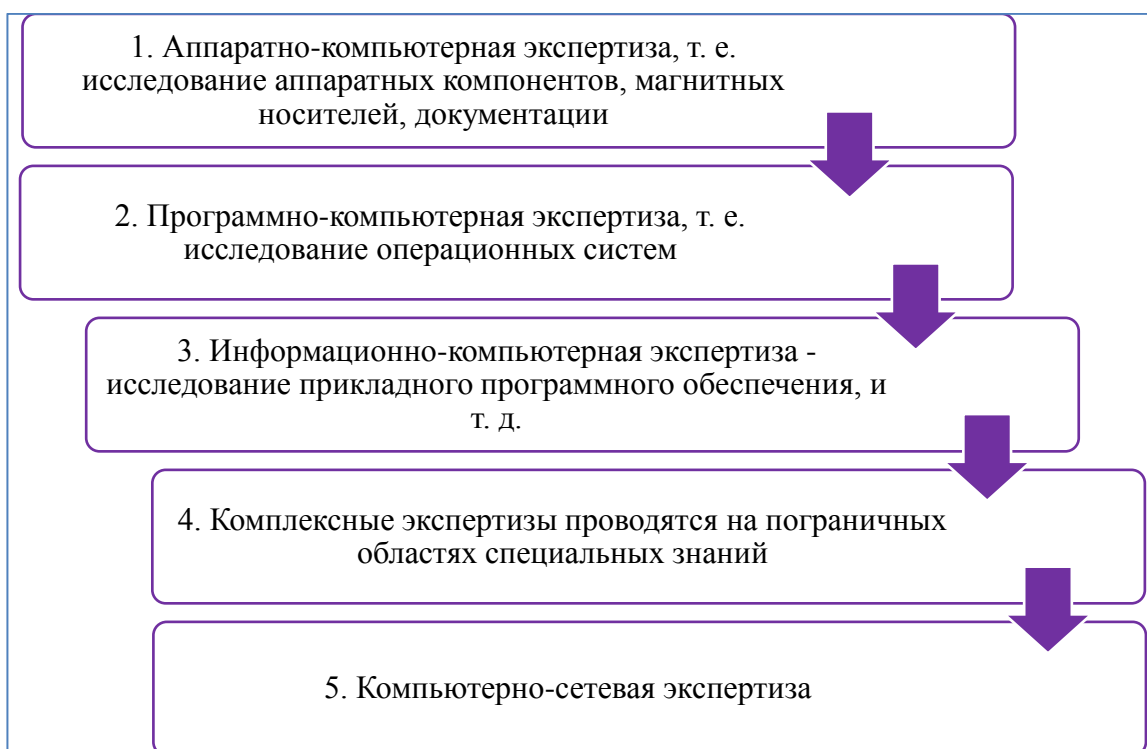 1. Аппаратно-компьютерная экспертиза, т. е.
исследование аппаратных компонентов, магнитных
носителей, документации
2. Программно-компьютерная экспертиза, т. е.
исследование операционных систем
3. Информационно-компьютерная экспертиза -
исследование прикладного программного обеспечения, и
т. д.
4. Комплексные экспертизы проводятся на пограничных
областях специальных знаний
5. Компьютерно-сетевая экспертиза